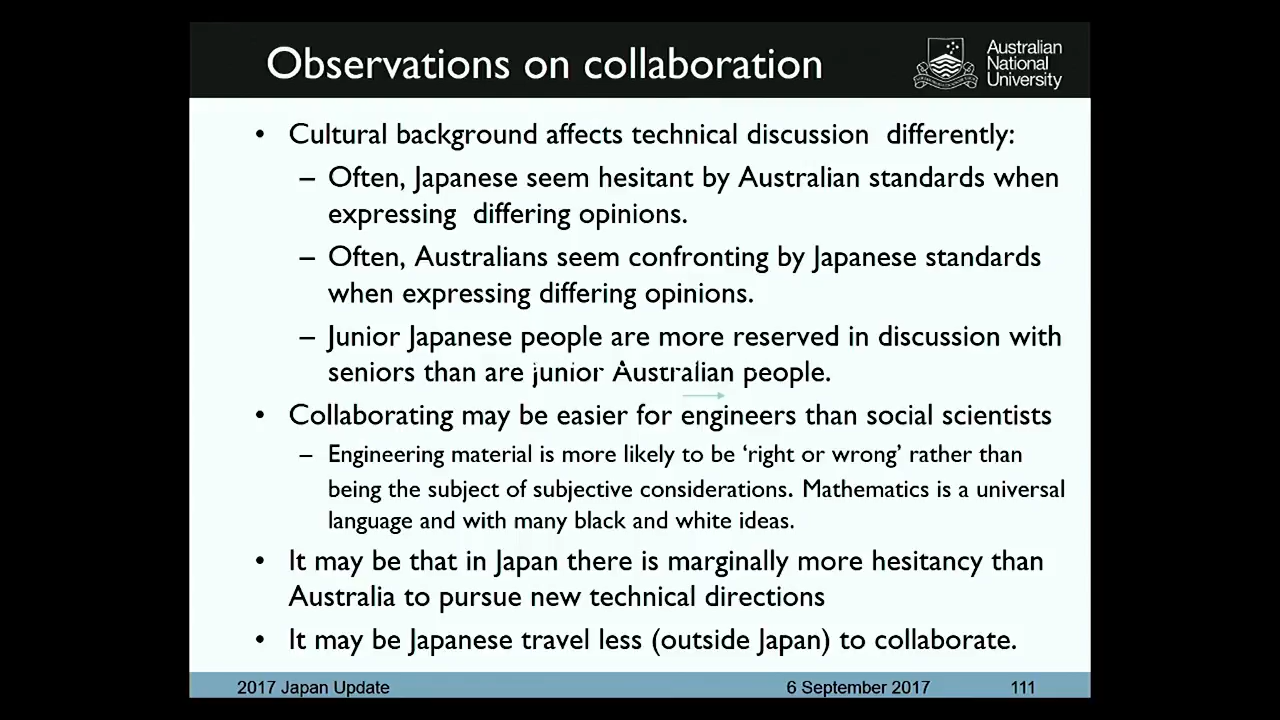 Observations on collaboration
Australian
National
University
• Cultural background affects technical discussion differently:
– Often, Japanese seem hesitant by Australian standards when
expressing differing opinions.
– Often, Australians seem confronting by Japanese standards
when expressing differing opinions.
– Junior Japanese people are more reserved in discussion with
seniors than are junior Australian people.
• Collaborating may be easier for engineers than social scientists
– Engineering material is more likely to be ‘right or wrong’ rather than
being the subject of subjective considerations. Mathematics is a universal
language and with many black and white ideas.
• It may be that in Japan there is marginally more hesitancy than
Australia to pursue new technical directions
• It may be Japanese travel less (outside Japan) to collaborate.
2017 Japan Update 6 September 2017 111